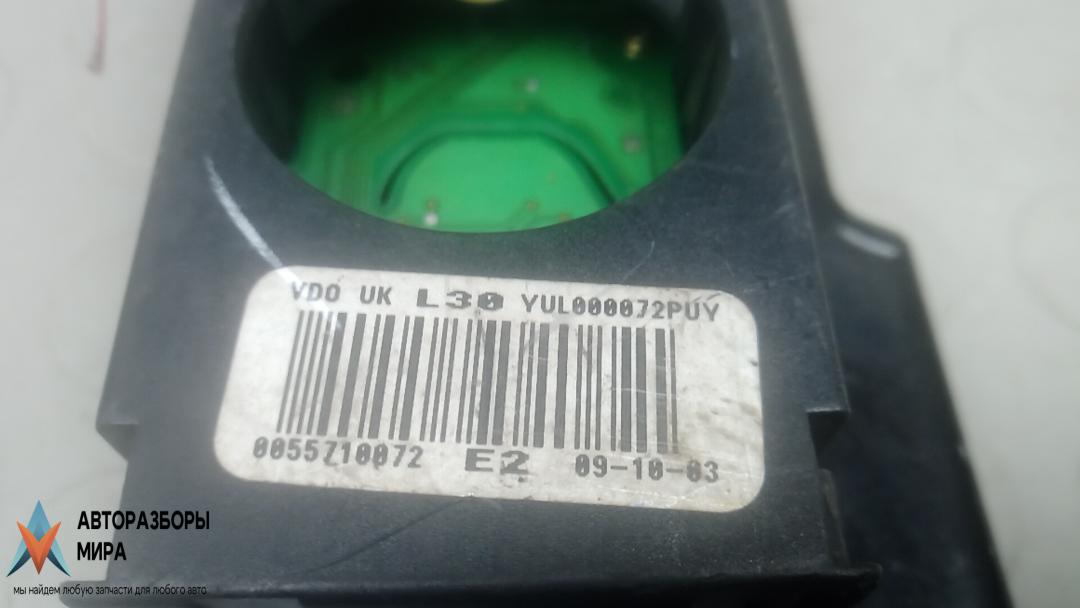 VDO UK L30 YUL000072PUY
0055710072 E2 09-10-03
АВТОРАЗБОРЫ
МИРА
мы найдем любую запчасти для любого авто